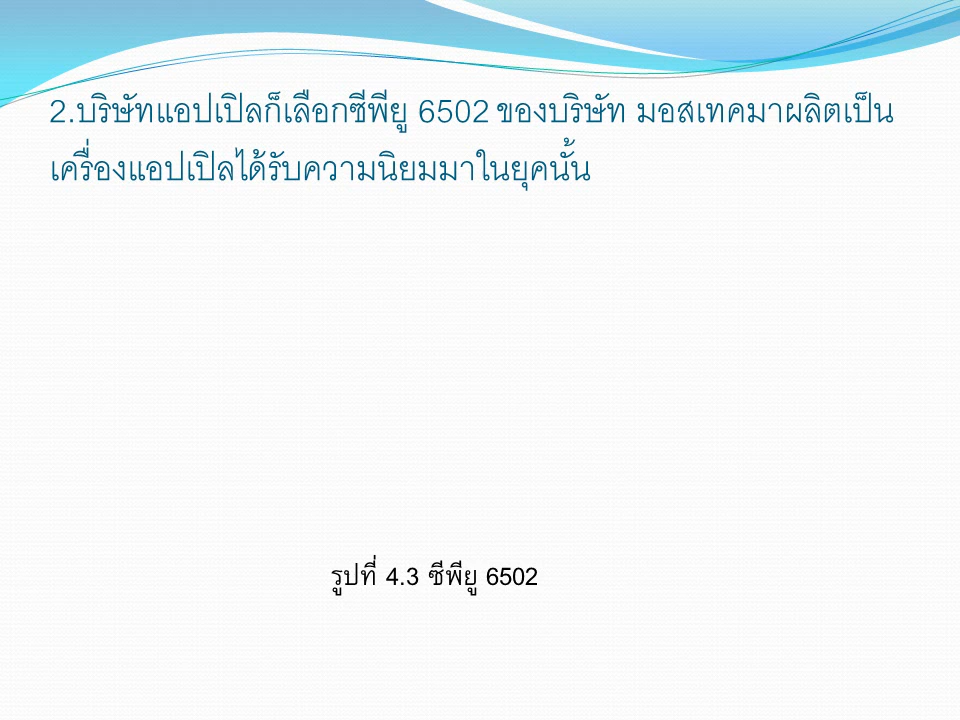 2.บริษัทแอปเปิลก็เลือกซีพียู 6502 ของบริษัท มอสเทคมาผลิตเป็น
เครื่องแอปเปิลได้รับความนิยมมาในยุคนั้น
รูปที่ 4.3 ซีพียู 6502